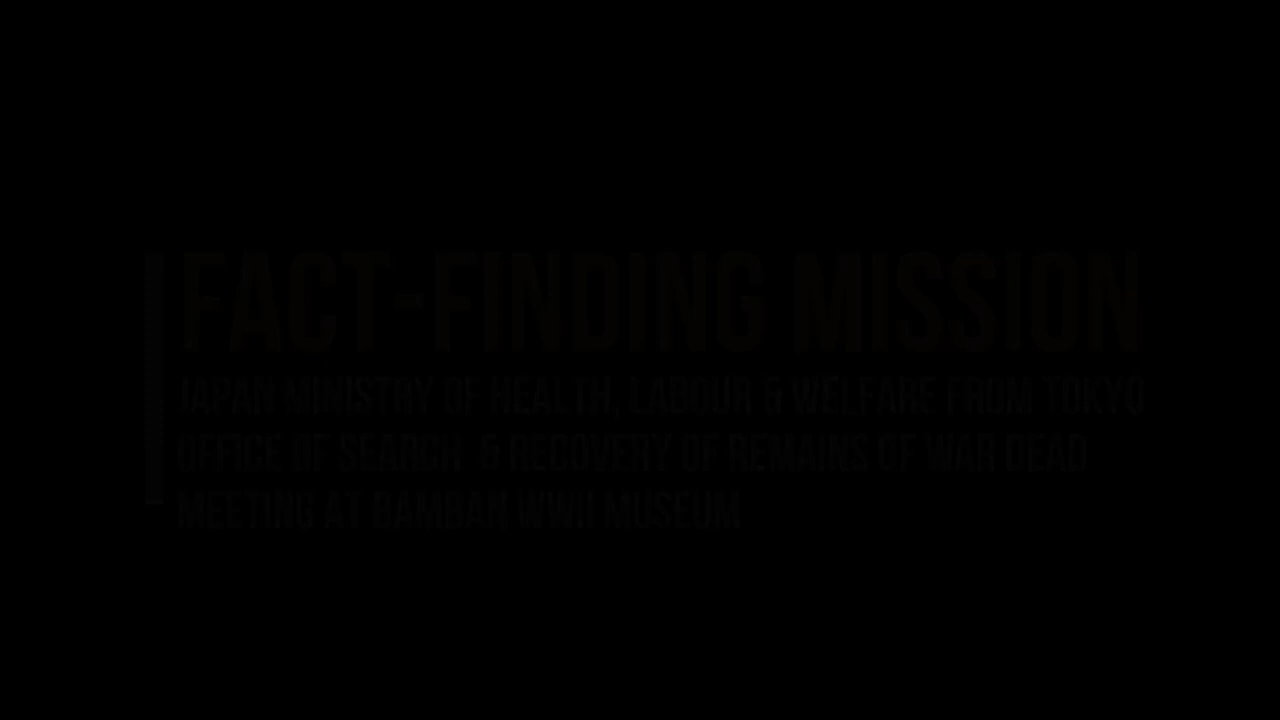 FACT-FINDING MISSION
JAPAN MINISTRY OF HEALTH, LABOUR & WELFARE FROM TOKYO
OFFICE OF SEARCH & RECOVERY OF REMAINS OF WAR DEAD
MEETING AT BAMBAN WWII MUSEUM